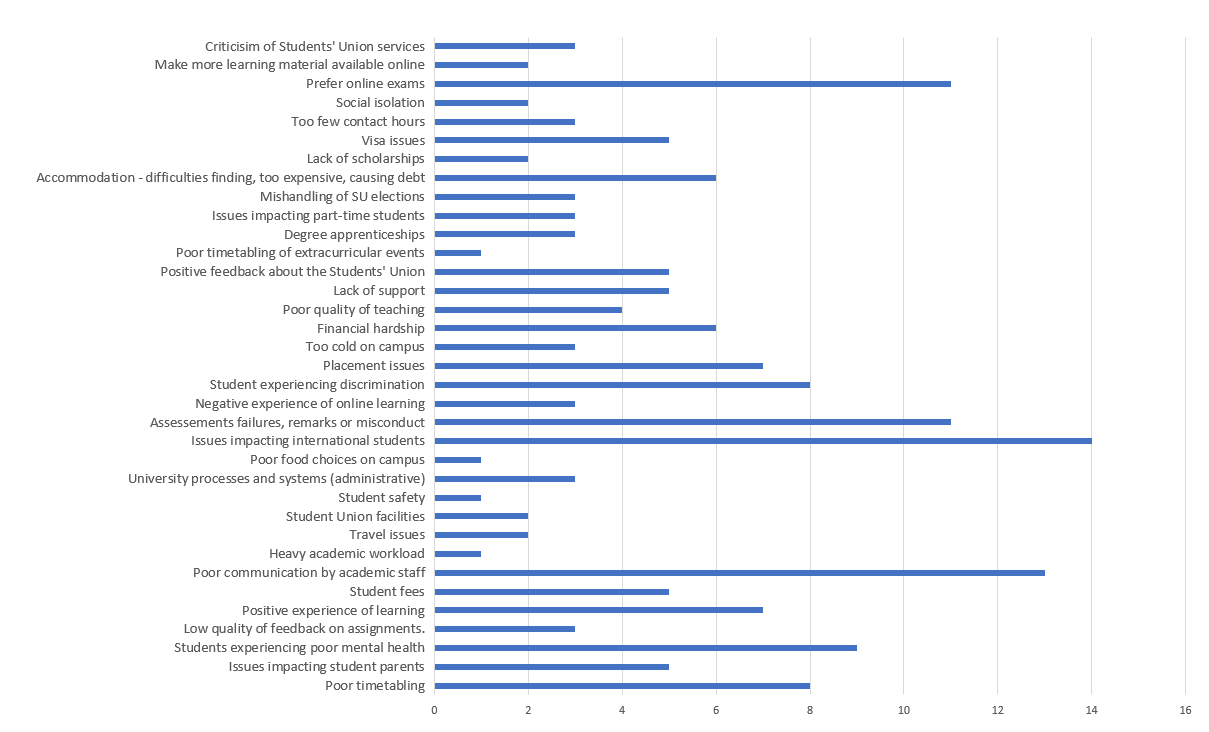 Criticisim of Students' Union services
Make more learning material available online
Prefer online exams
Social isolation
Too few contact hours
Visa issues
Lack of scholarships
Accommodation - difficulties finding, too expensive, causing debt
Mishandling of SU elections
Issues impacting part-time students
Degree apprenticeships
Poor timetabling of extracurricular events
Positive feedback about the Students' Union
Lack of support
Poor quality of teaching
Financial hardship
Too cold on campus
Placement issues
Student experiencing discrimination
Negative experience of online learning
Assessements failures, remarks or misconduct
Issues impacting international students
Poor food choices on campus
University processes and systems (administrative)
Student safety
Student Union facilities
Travel issues
Heavy academic workload
Poor communication by academic staff
Student fees
Positive experience of learning
Low quality of feedback on assignments.
Students experiencing poor mental health
Issues impacting student parents
Poor timetabling
0 2 4 6 8 10 12 14 16